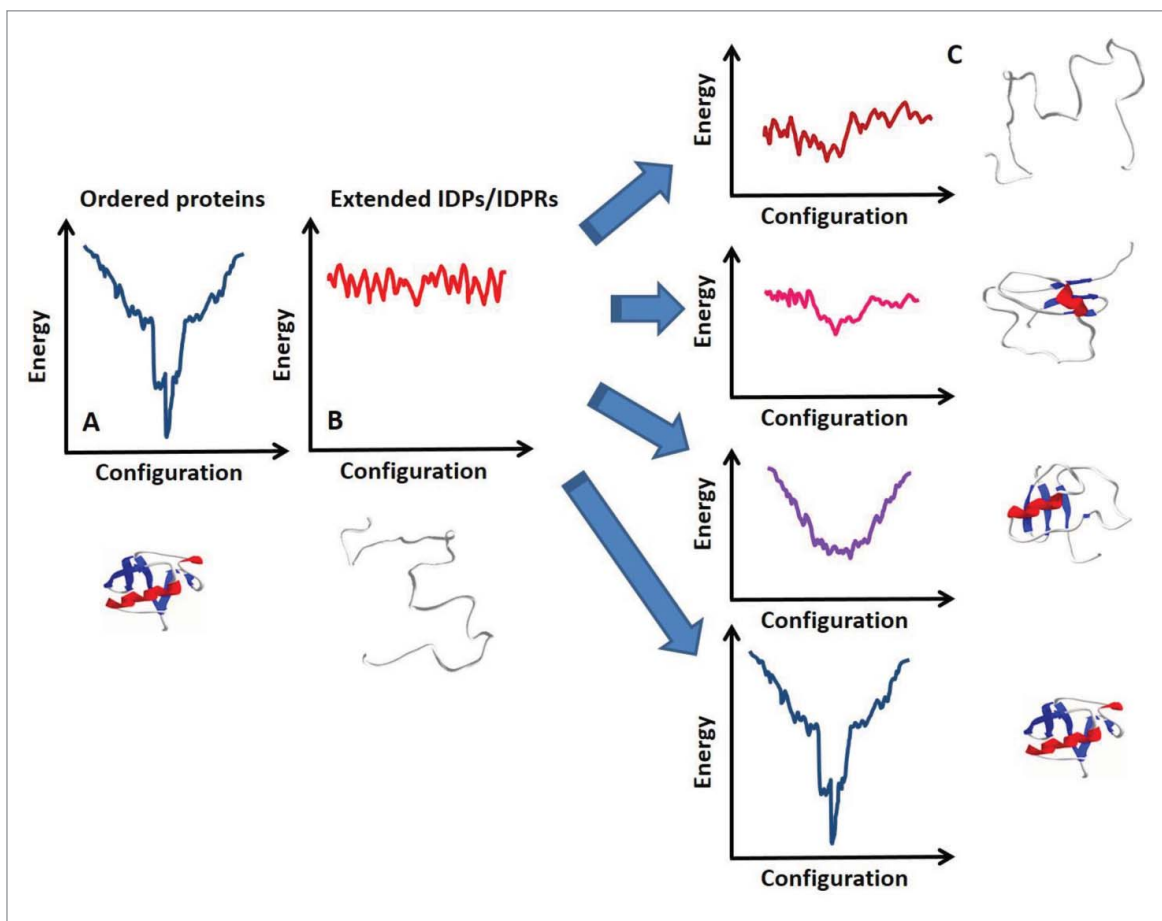 Ordered proteins
Energy
A
Configuration
Extended IDPs/IDPRs
Energy
B
Configuration
C
Energy
Configuration
Energy
Configuration
Energy
Configuration
Energy
Configuration